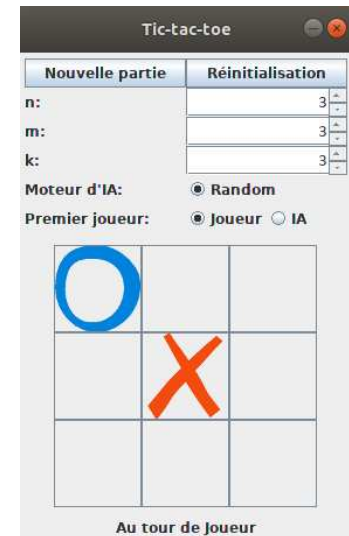 Tic-tac-toe
Nouvelle partie Réinitialisation
n: 3
m: 3
k: 3
Moteur d'IA: Random
Premier joueur: Joueur IA
O
X
Au tour de Joueur